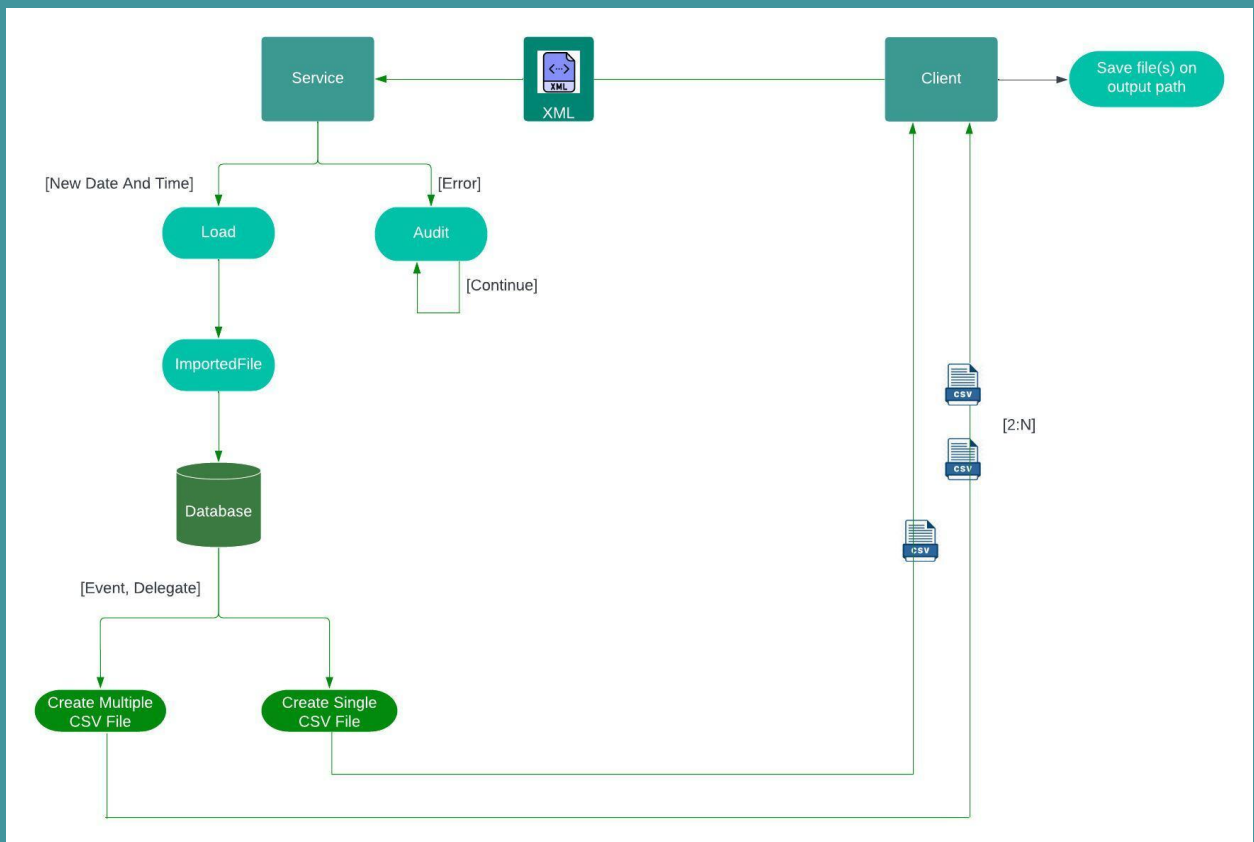 Service
XML
XML
Client
Save file(s) on
output path
[New Date And Time]
[Error]
Load
Audit
[Continue]
ImportedFile
CSV
[2:N]
CSV
Database
CSV
[Event, Delegate]
Create Multiple
CSV File
Create Single
CSV File